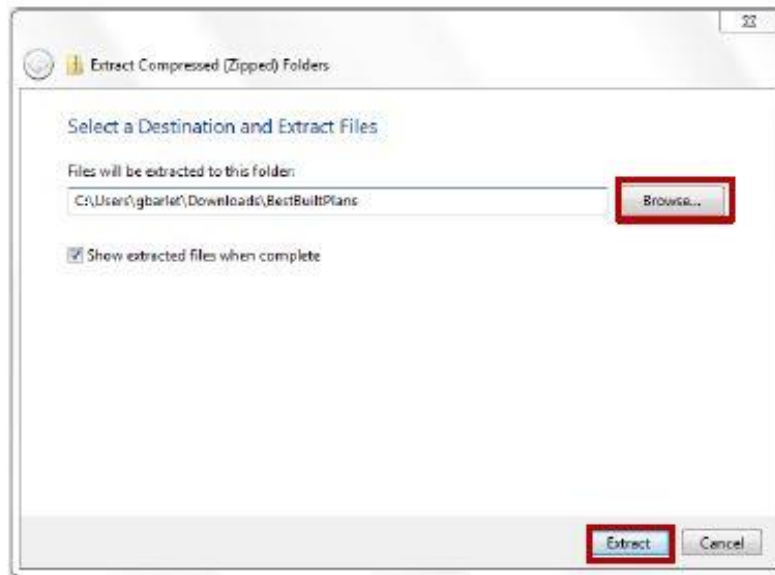 Extract Compressed (Zipped) Folders
Select a Destination and Extract Files
Files will be extracted to this folder:
C:\Users\gbarlet\Downloads\BestBuiltPlans
Browse...
Show extracted files when complete
Extract
Cancel